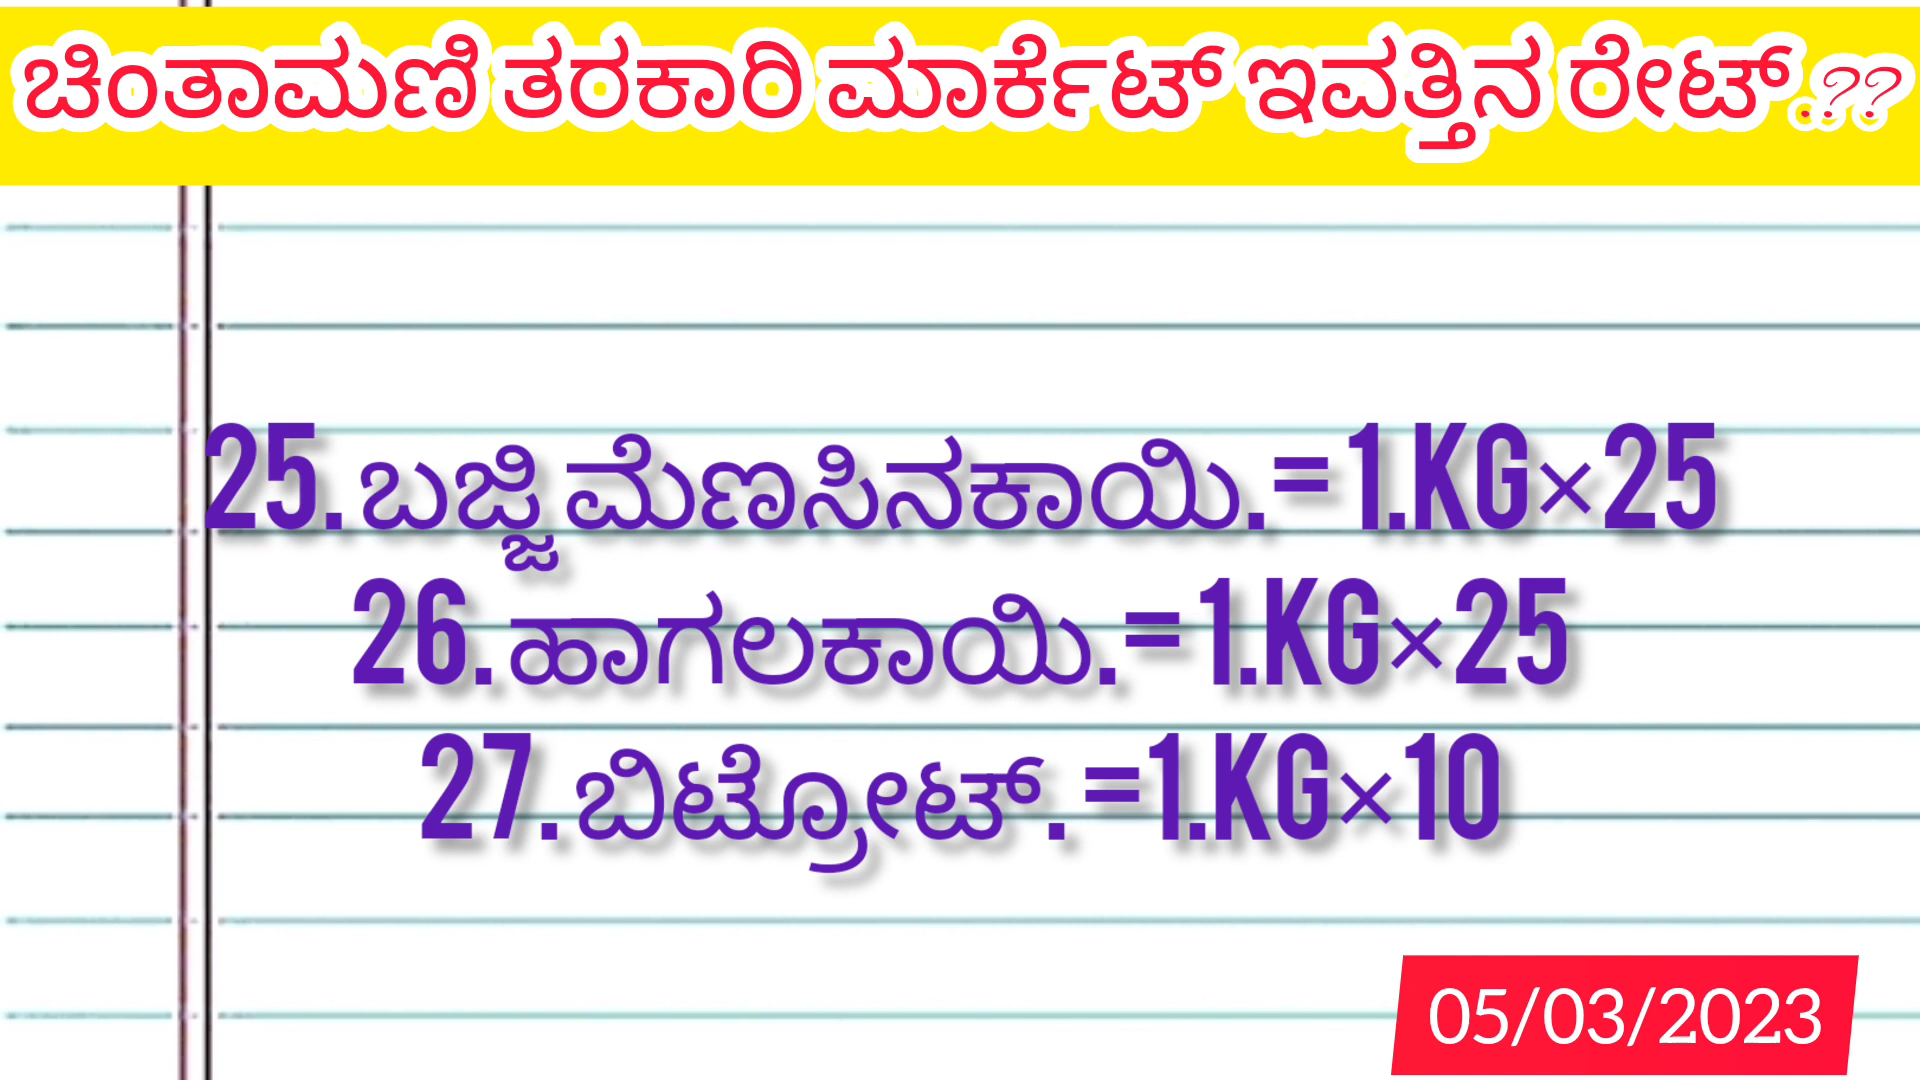 ಚಿಂತಾಮಣಿ ತರಕಾರಿ ಮಾರ್ಕೆಟ್ ಇವತ್ತಿನ ರೇಟ್.??
25. ಬಜ್ಜಿ ಮೆಣಸಿನಕಾಯಿ.= 1.KG×25
26. ಹಾಗಲಕಾಯಿ.= 1.KG×25
27. ಬಿಟ್ರೋಟ್. =1.KG×10
05/03/2023